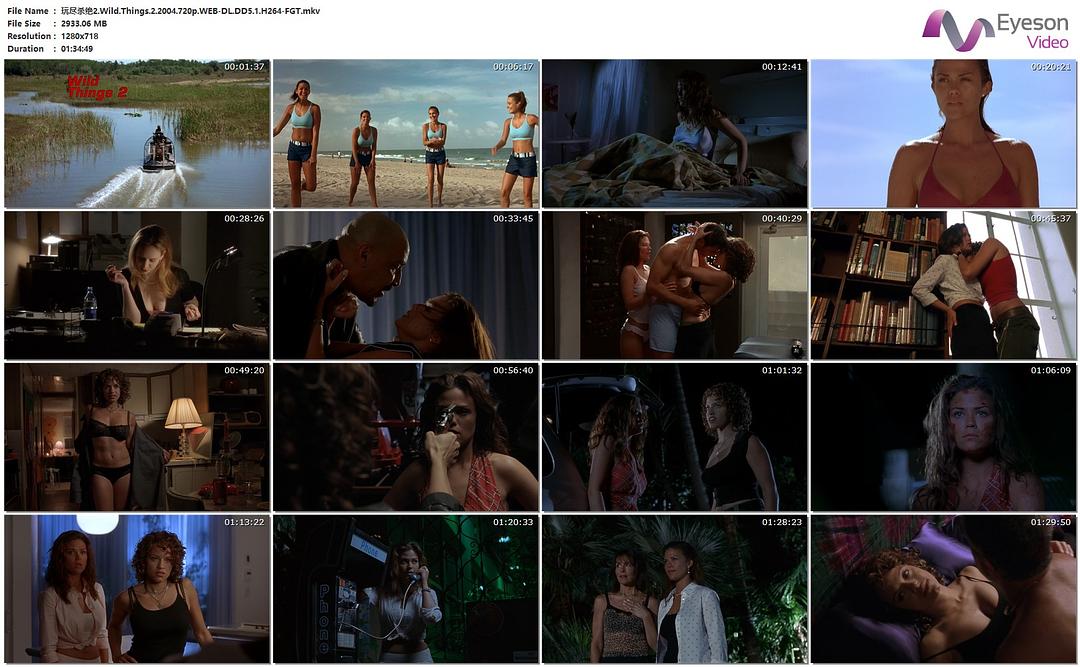 File Name : 玩尽杀绝2.Wild.Things.2.2004.720p.WEB-DL.DD5.1.H264-FGT.mkv
File Size : 2933.06 MB
Resolution : 1280x718
Duration : 01:34:49
Eyeson
Video
00:01:37
Wild
Things 2
00:06:17
00:12:41
00:20:21
00:28:26
00:33:45
00:40:29
00:45:37
00:49:20
00:56:40
01:01:32
01:06:09
01:13:22
01:20:33
PHONE
Phone
01:28:23
01:29:50